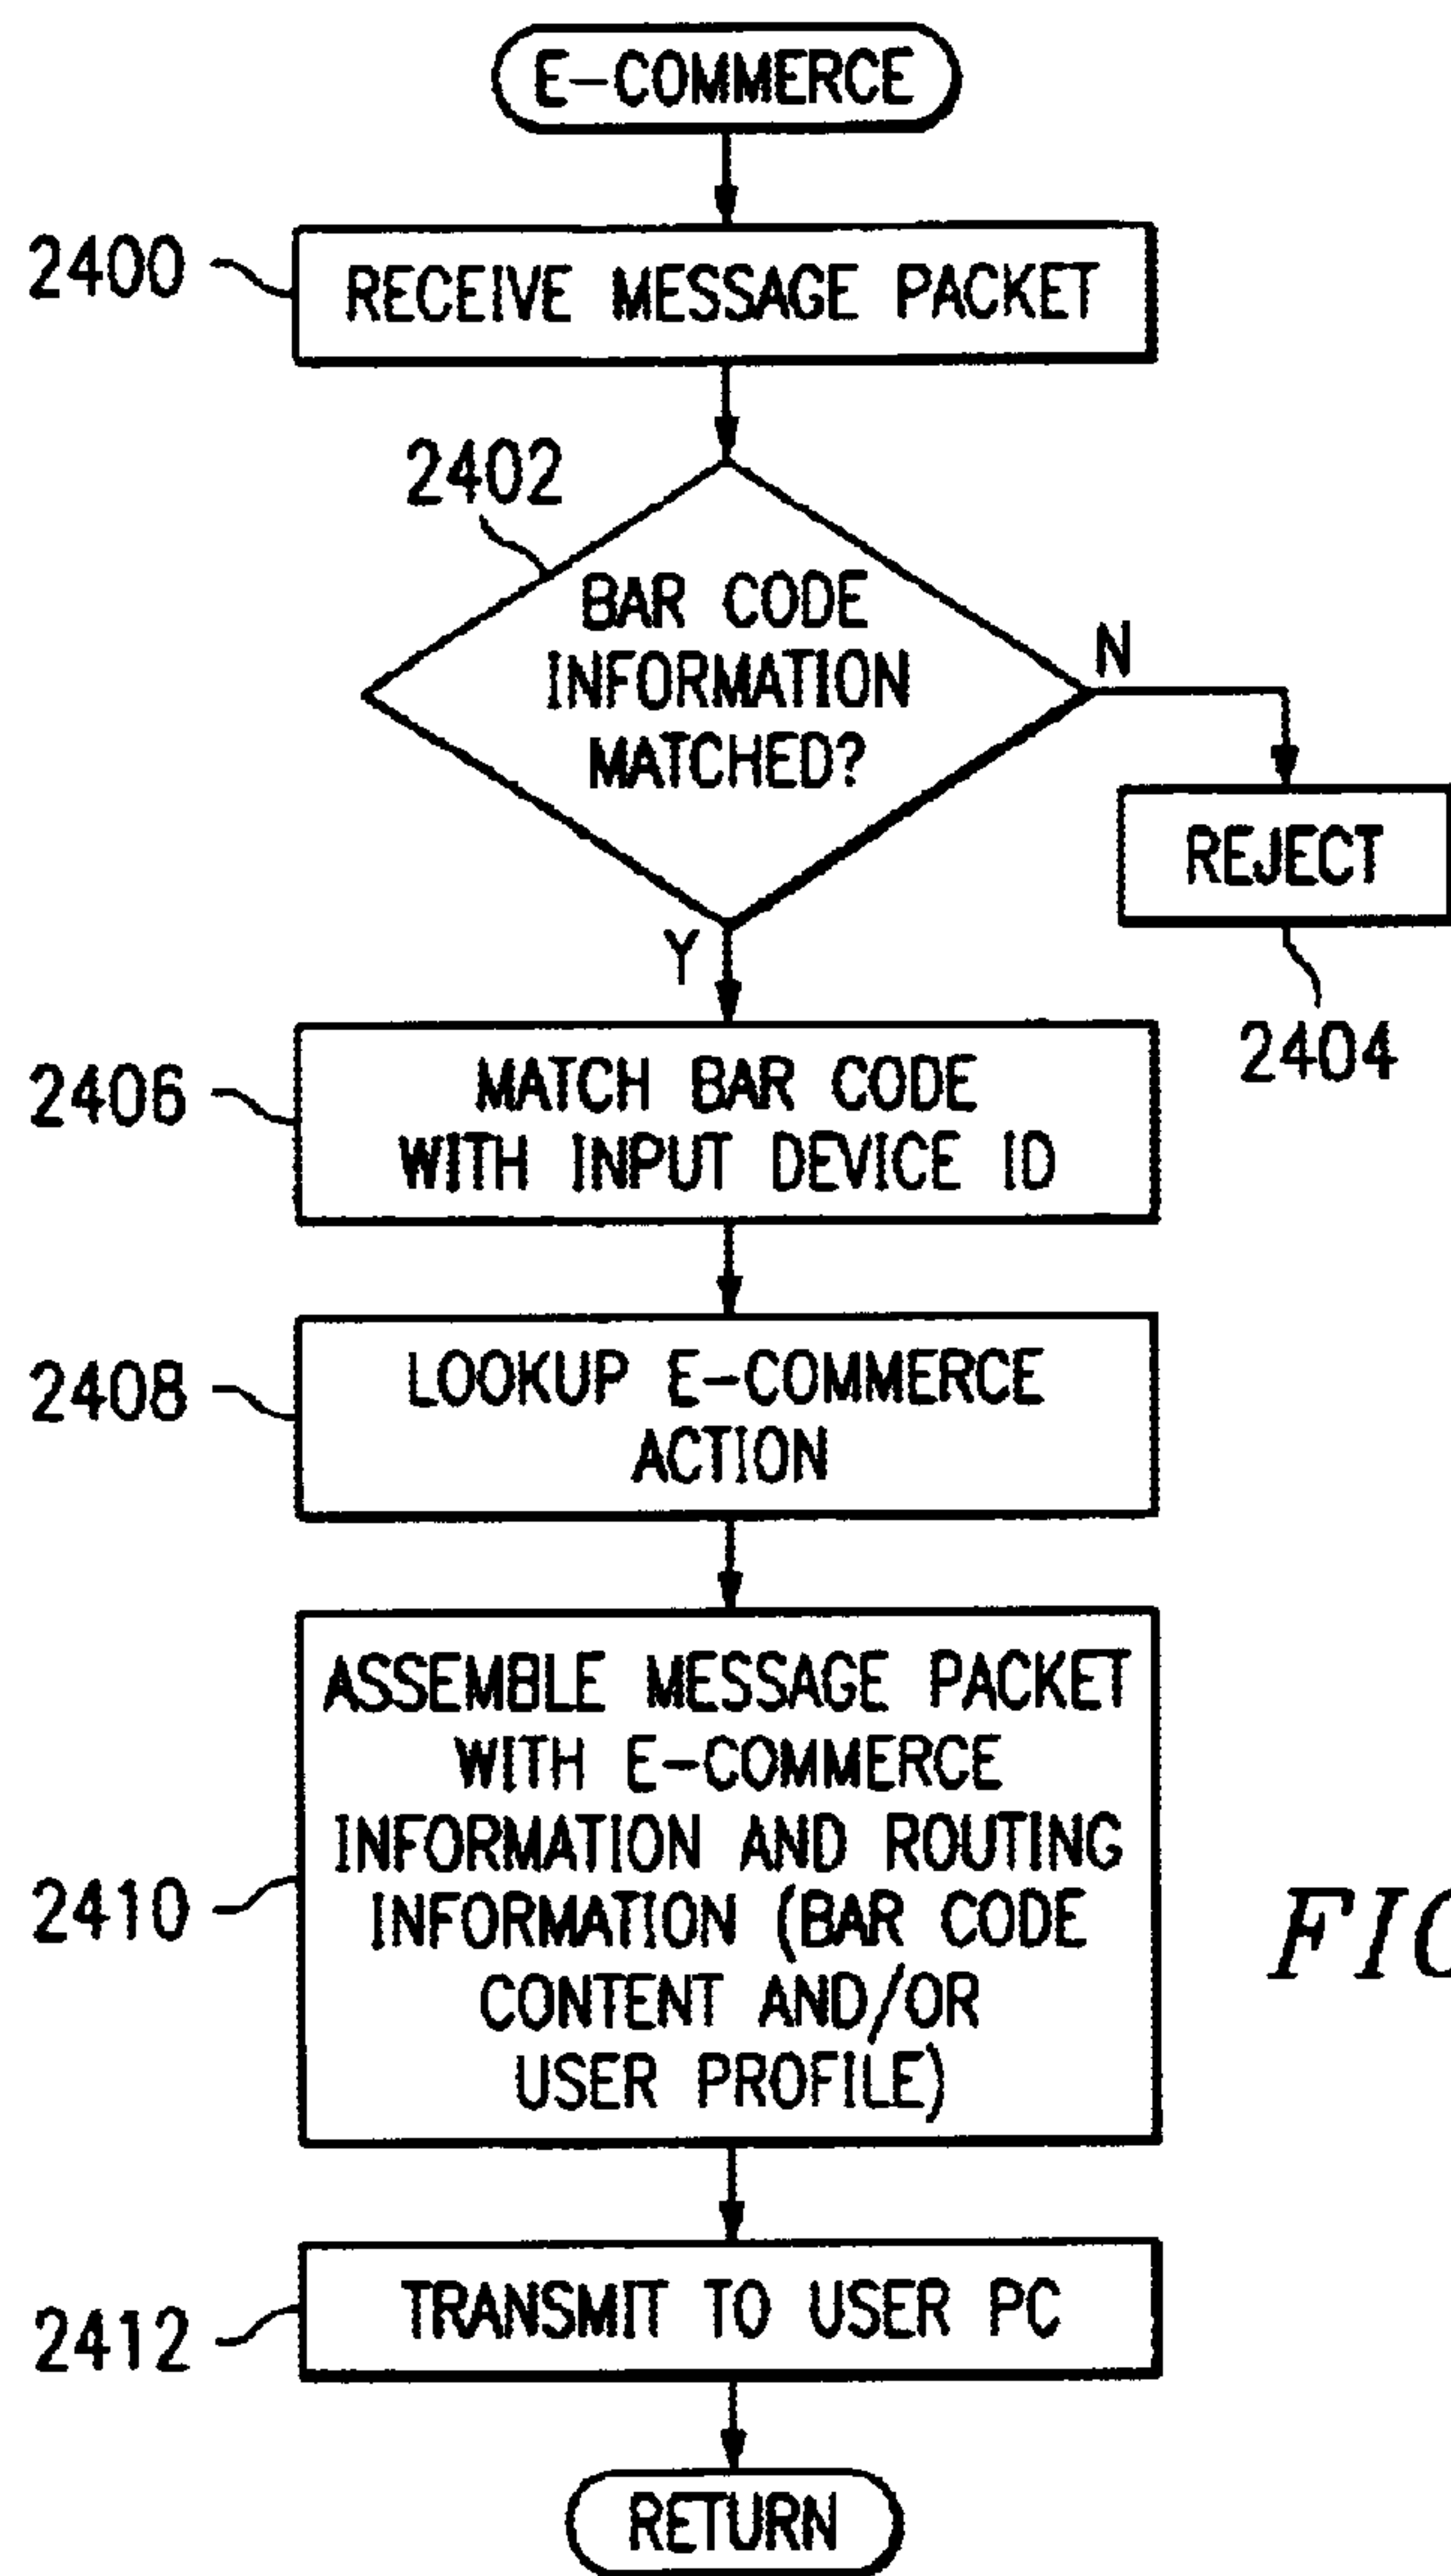 E-COMMERCE
2400
RECEIVE MESSAGE PACKET
2402
BAR CODE
INFORMATION
MATCHED?
N
REJECT
2404
Y
2406
MATCH BAR CODE
WITH INPUT DEVICE ID
2408
LOOKUP E-COMMERCE
ACTION
2410
ASSEMBLE MESSAGE PACKET
WITH E-COMMERCE
INFORMATION AND ROUTING
INFORMATION (BAR CODE
CONTENT AND/OR
USER PROFILE)
2412
TRANSMIT TO USER PC
RETURN